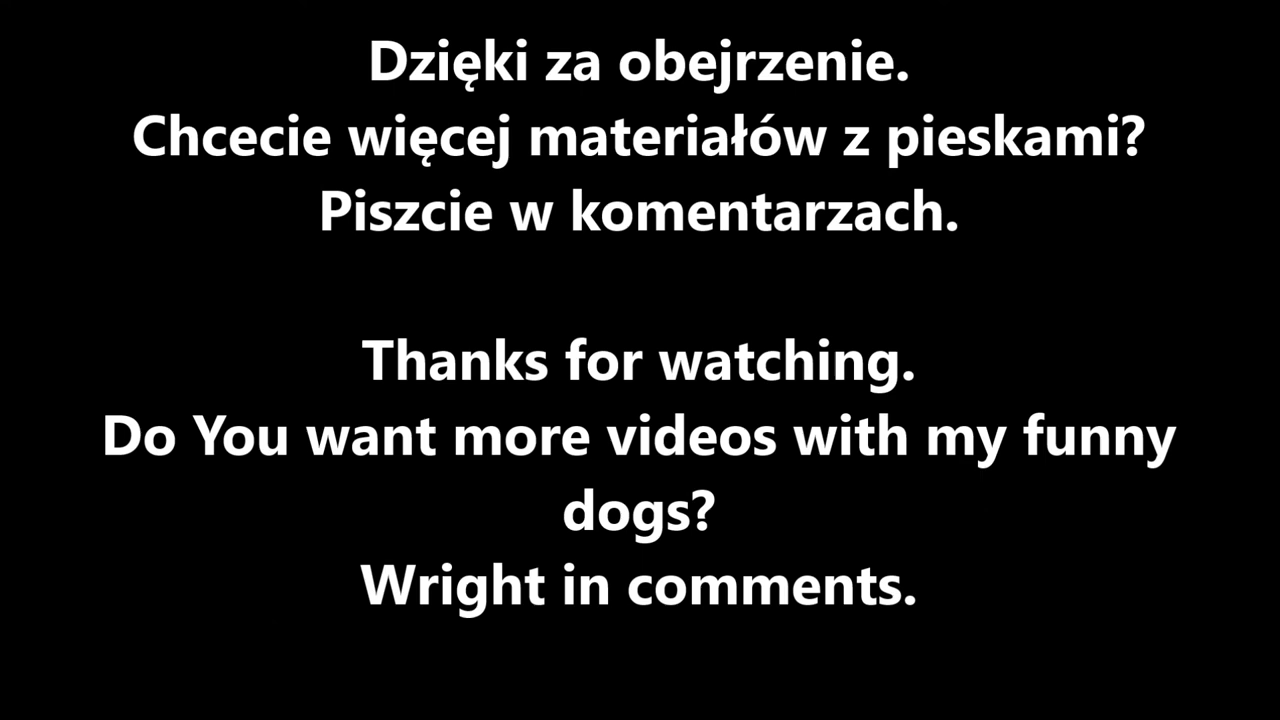 Dzięki za obejrzenie.
Chcecie więcej materiałów z pieskami?
Piszcie w komentarzach.
Thanks for watching.
Do You want more videos with my funny
dogs?
Wright in comments.